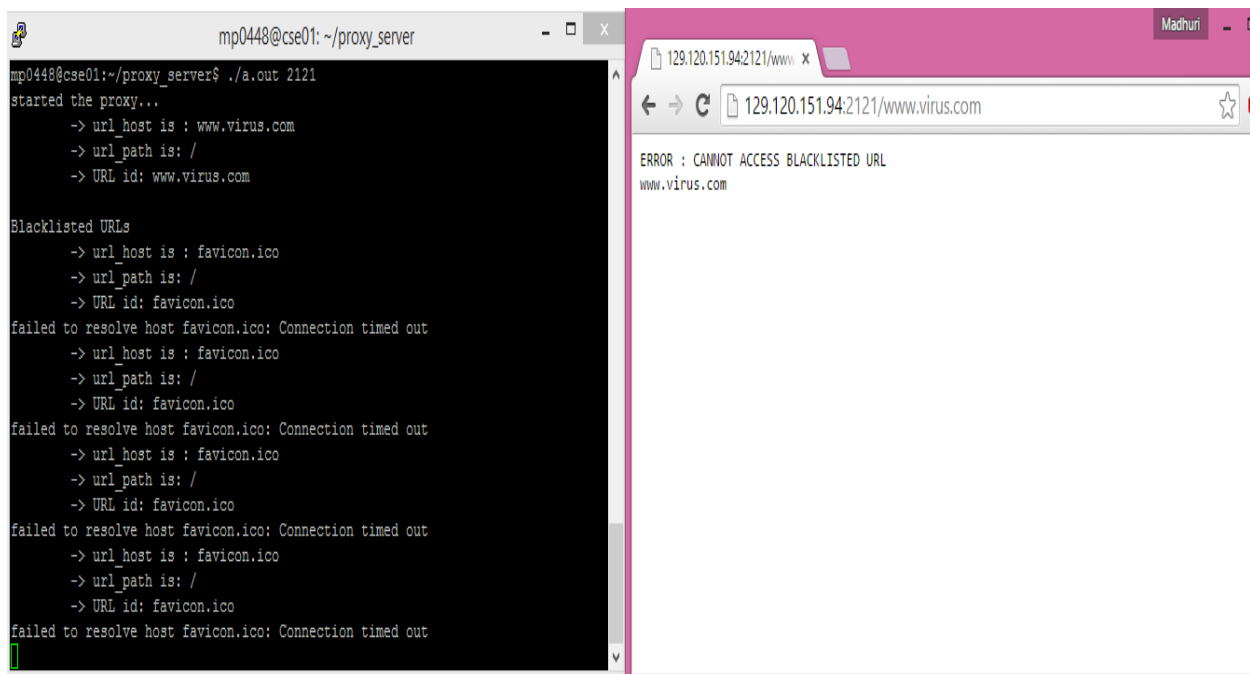 mp0448@cse01: ~/proxy_server
mp0448@cse01:~/proxy_server$ ./a.out 2121
started the proxy...
-> url_host is : www.virus.com
-> url_path is: /
-> URL id: www.virus.com
Blacklisted URLs
-> url_host is : favicon.ico
-> url_path is: /
-> URL id: favicon.ico
failed to resolve host favicon.ico: Connection timed out
-> url_host is : favicon.ico
-> url_path is: /
-> URL id: favicon.ico
failed to resolve host favicon.ico: Connection timed out
-> url_host is : favicon.ico
-> url_path is: /
-> URL id: favicon.ico
failed to resolve host favicon.ico: Connection timed out
-> url_host is : favicon.ico
-> url_path is: /
-> URL id: favicon.ico
failed to resolve host favicon.ico: Connection timed out
Madhuri
129.120.151.94:2121/www
129.120.151.94:2121/www.virus.com
ERROR : CANNOT ACCESS BLACKLISTED URL
www.virus.com